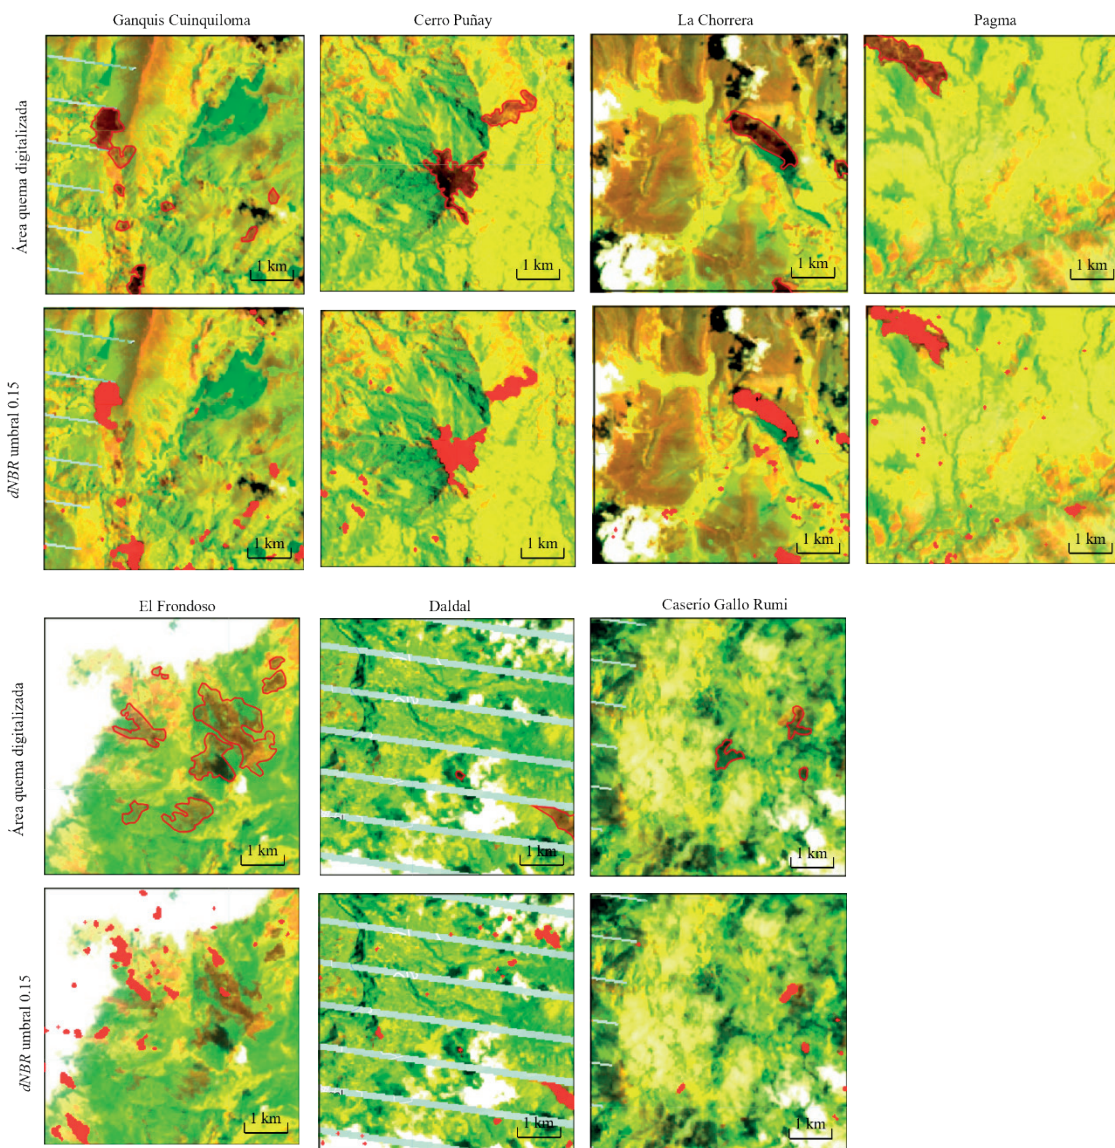 Ganquis Cuinquiloma
Cerro Puñay
La Chorrera
Pagma
Área quema digitalizada
1 km
1 km
1 km
1 km
dNBR umbral 0.15
1 km
1 km
1 km
1 km
El Frondoso
Daldal
Caserío Gallo Rumi
Área quema digitalizada
1 km
1 km
1 km
dNBR umbral 0.15
1 km
1 km
1 km